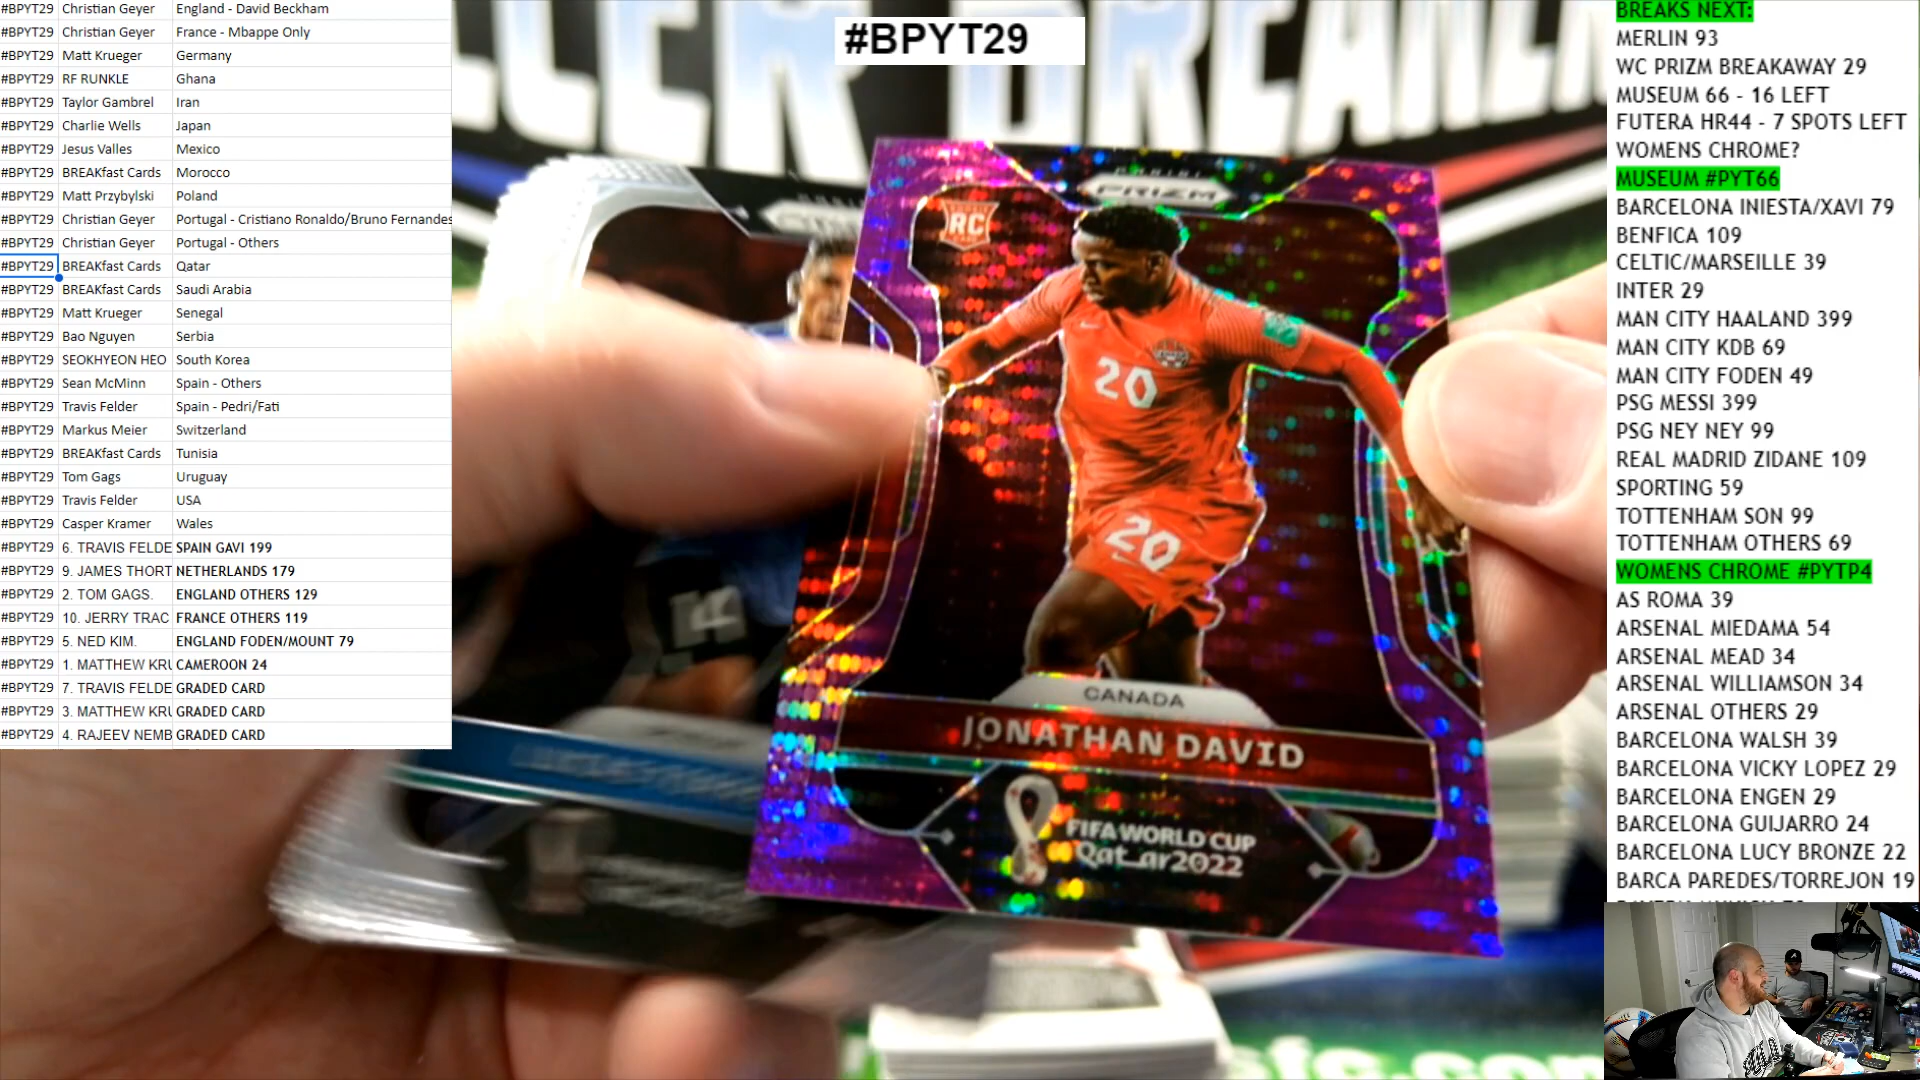 #BPYT29 Christian Geyer England - David Beckham
#BPYT29 Christian Geyer France - Mbappe Only
#BPYT29 Matt Krueger Germany
#BPYT29 RF RUNKLE Ghana
#BPYT29 Taylor Gambrel Iran
#BPYT29 Charlie Wells Japan
#BPYT29 Jesus Valles Mexico
#BPYT29 BREAKfast Cards Morocco
#BPYT29 Matt Przybylski Poland
#BPYT29 Christian Geyer Portugal - Cristiano Ronaldo/Bruno Fernandes
#BPYT29 Christian Geyer Portugal - Others
#BPYT29 BREAKfast Cards Qatar
#BPYT29 BREAKfast Cards Saudi Arabia
#BPYT29 Matt Krueger Senegal
#BPYT29 Bao Nguyen Serbia
#BPYT29 SEOKHYEON HEO South Korea
#BPYT29 Sean McMinn Spain - Others
#BPYT29 Travis Felder Spain - Pedri/Fati
#BPYT29 Markus Meier Switzerland
#BPYT29 BREAKfast Cards Tunisia
#BPYT29 Tom Gags Uruguay
#BPYT29 Travis Felder USA
#BPYT29 Casper Kramer Wales
#BPYT29 6. TRAVIS FELDE SPAIN GAVI 199
#BPYT29 9. JAMES THORT NETHERLANDS 179
#BPYT29 2. TOM GAGS. ENGLAND OTHERS 129
#BPYT29 10. JERRY TRAC FRANCE OTHERS 119
#BPYT29 5. NED KIM. ENGLAND FODEN/MOUNT 79
#BPYT29 1. MATTHEW KRU CAMEROON 24
#BPYT29 7. TRAVIS FELDE GRADED CARD
#BPYT29 3. MATTHEW KRU GRADED CARD
#BPYT29 4. RAJEEV NEMB GRADED CARD
#BPYT29
PANINI
PRIZM
RC
20
20
CANADA
JONATHAN DAVID
FIFA WORLD CUP
Qatar2022
14
BREAKS NEXT:
MERLIN 93
WC PRIZM BREAKAWAY 29
MUSEUM 66 - 16 LEFT
FUTERA HR44 - 7 SPOTS LEFT
WOMENS CHROME?
MUSEUM #PYT66
BARCELONA INIESTA/XAVI 79
BENFICA 109
CELTIC/MARSEILLE 39
INTER 29
MAN CITY HAALAND 399
MAN CITY KDB 69
MAN CITY FODEN 49
PSG MESSI 399
PSG NEY NEY 99
REAL MADRID ZIDANE 109
SPORTING 59
TOTTENHAM SON 99
TOTTENHAM OTHERS 69
WOMENS CHROME #PYTP4
AS ROMA 39
ARSENAL MIEDAMA 54
ARSENAL MEAD 34
ARSENAL WILLIAMSON 34
ARSENAL OTHERS 29
BARCELONA WALSH 39
BARCELONA VICKY LOPEZ 29
BARCELONA ENGEN 29
BARCELONA GUIJARRO 24
BARCELONA LUCY BRONZE 22
BARCA PAREDES/TORREJON 19